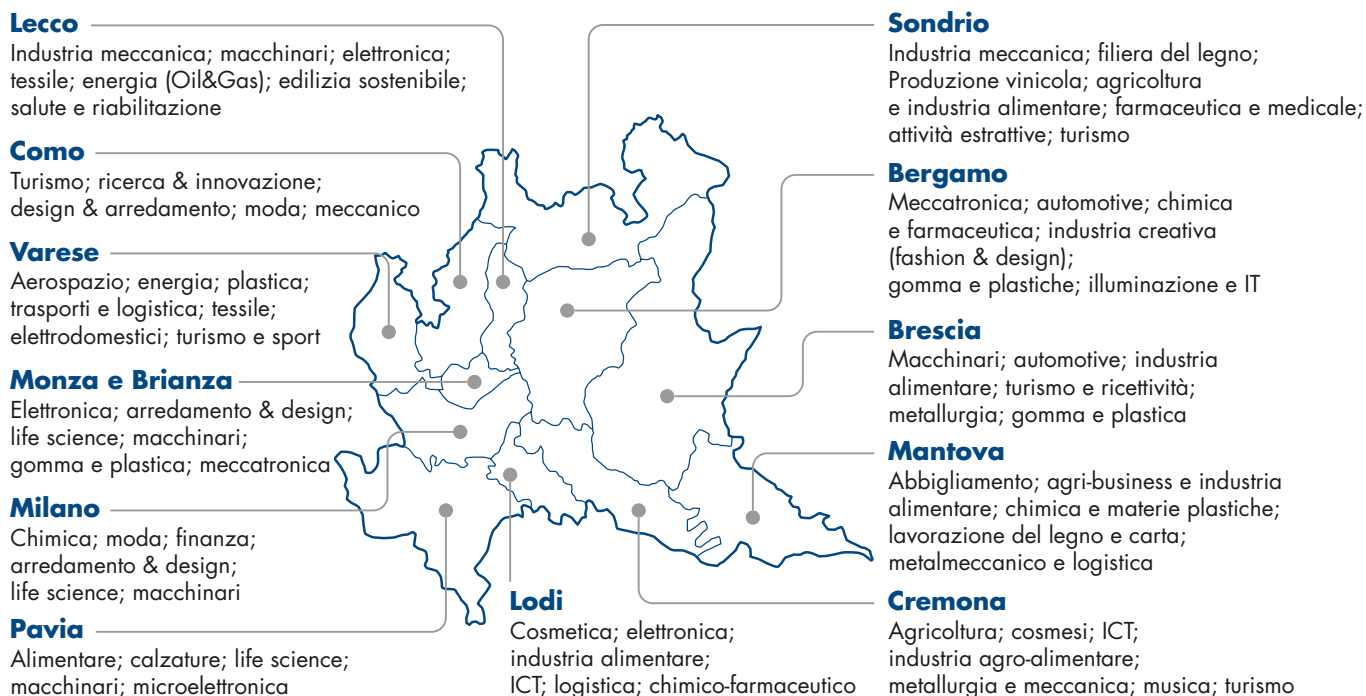 Lecco
Industria meccanica; macchinari; elettronica;
tessile; energia (Oil&Gas); edilizia sostenibile;
salute e riabilitazione
Como
Turismo; ricerca & innovazione;
design & arredamento; moda; meccanico
Varese
Aerospazio; energia; plastica;
trasporti e logistica; tessile;
elettrodomestici; turismo e sport
Monza e Brianza
Elettronica; arredamento & design;
life science; macchinari;
gomma e plastica; meccatronica
Milano
Chimica; moda; finanza;
arredamento & design;
life science; macchinari
Pavia
Alimentare; calzature; life science;
macchinari; microelettronica
Lodi
Cosmetica; elettronica;
industria alimentare;
ICT; logistica; chimico-farmaceutico
Sondrio
Industria meccanica; filiera del legno;
Produzione vinicola; agricoltura
e industria alimentare; farmaceutica e medicale;
attività estrattive; turismo
Bergamo
Meccatronica; automotive; chimica
e farmaceutica; industria creativa
(fashion & design);
gomma e plastiche; illuminazione e IT
Brescia
Macchinari; automotive; industria
alimentare; turismo e ricettività;
metallurgia; gomma e plastica
Mantova
Abbigliamento; agri-business e industria
alimentare; chimica e materie plastiche;
lavorazione del legno e carta;
metalmeccanico e logistica
Cremona
Agricoltura; cosmesi; ICT;
industria agro-alimentare;
metallurgia e meccanica; musica; turismo